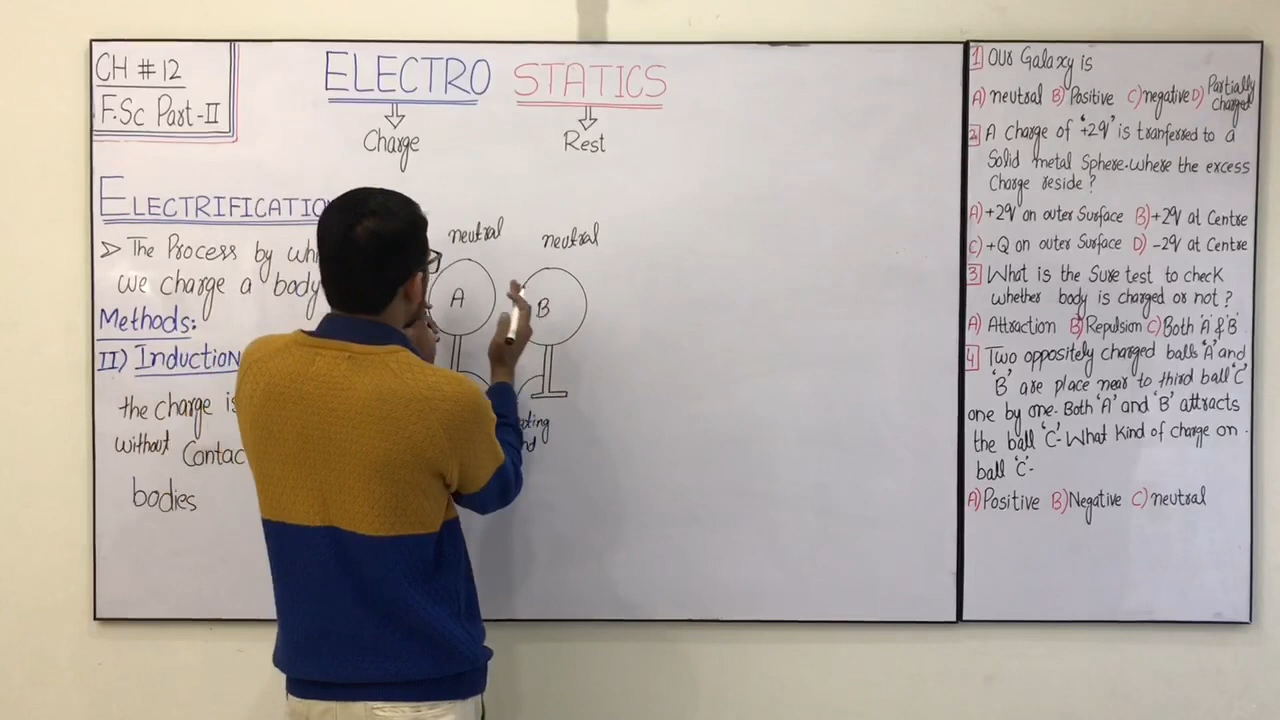 CH # 12
F.Sc Part-II
ELECTRO STATICS
Charge
Rest
ELECTRIFICATIO
➢ The Process by
we charge a body
Methods:
II) Induction
the charge is
without Contac
bodies
neutral
neutral
A
B
1 Our Galaxy is
A) neutral B) Positive C) negative D) Partially charged
2 A charge of '+2q' is tranferred to a
Solid metal Sphere. Where the excess
Charge reside?
A) +2q on outer Surface B) +2q at Centre
C) +Q on outer Surface D) -2q at Centre
3 What is the Sure test to check
whether body is charged or not?
A) Attraction B) Repulsion C) Both 'A' & 'B'
4 Two oppositely charged balls 'A' and
'B' are place near to third ball 'C'
one by one. Both 'A' and 'B' attracts
the ball 'C'- What Kind of charge on
ball 'C'-
A) Positive B) Negative C) neutral